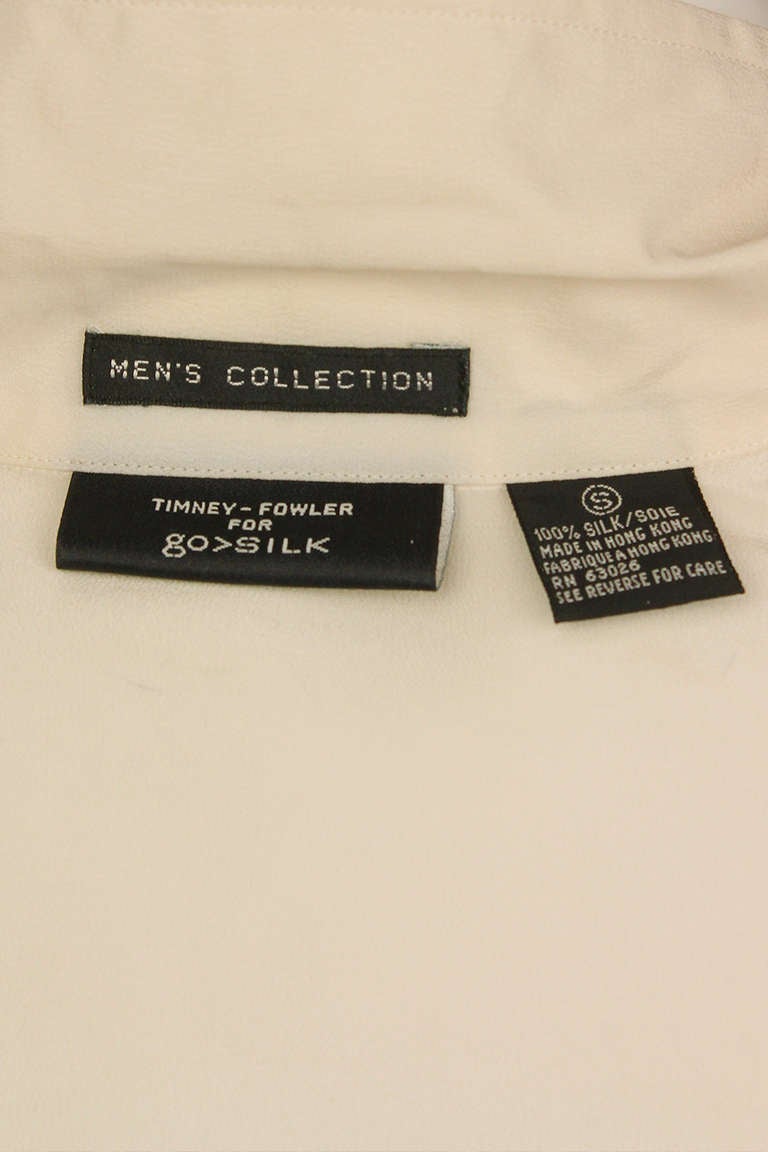 MEN'S COLLECTION
TIMNEY-FOWLER
FOR
go>SILK
S
100% SILK/SOIE
MADE IN HONG KONG
FABRIQUE A HONG KONG
RN 63026
SEE REVERSE FOR CARE